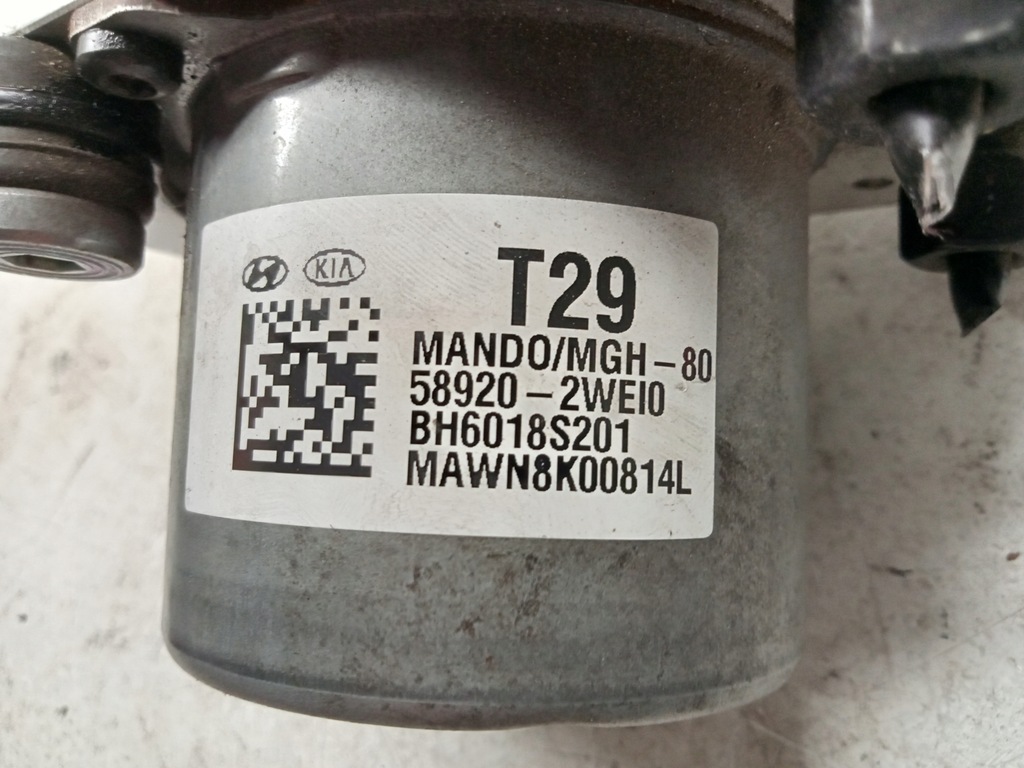 KIA
T29
MANDO/MGH-80
58920-2WEI0
BH6018S201
MAWN8K00814L